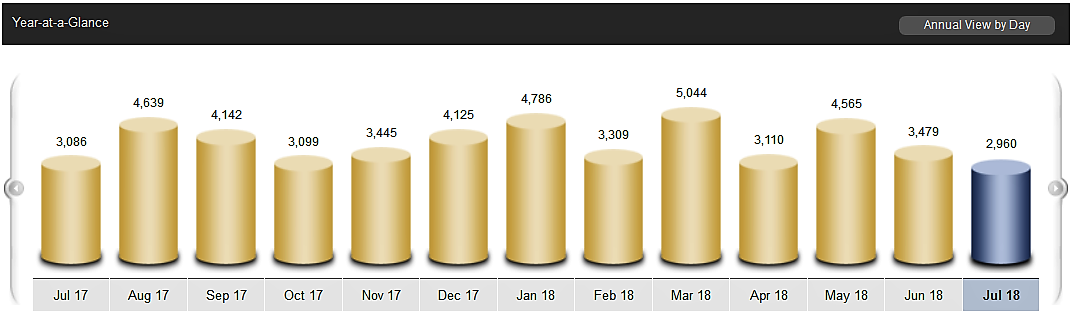 Year-at-a-Glance
Annual View by Day
3,086
4,639
4,142
3,099
3,445
4,125
4,786
3,309
5,044
3,110
4,565
3,479
2,960
Jul 17
Aug 17
Sep 17
Oct 17
Nov 17
Dec 17
Jan 18
Feb 18
Mar 18
Apr 18
May 18
Jun 18
Jul 18